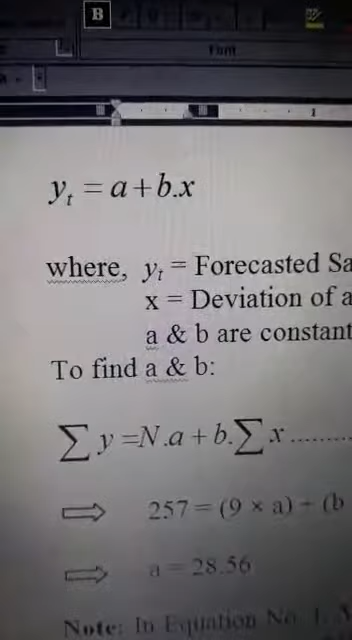 B
Font
1
yₜ = a + b.x
where, yₜ = Forecasted Sa
x = Deviation of a
a & b are constant
To find a & b:
∑ y =N.a + b.∑ x .........
⇒ 257 = (9 × a) + (b
⇒ a = 28.56
Note: In Equation No. 1,